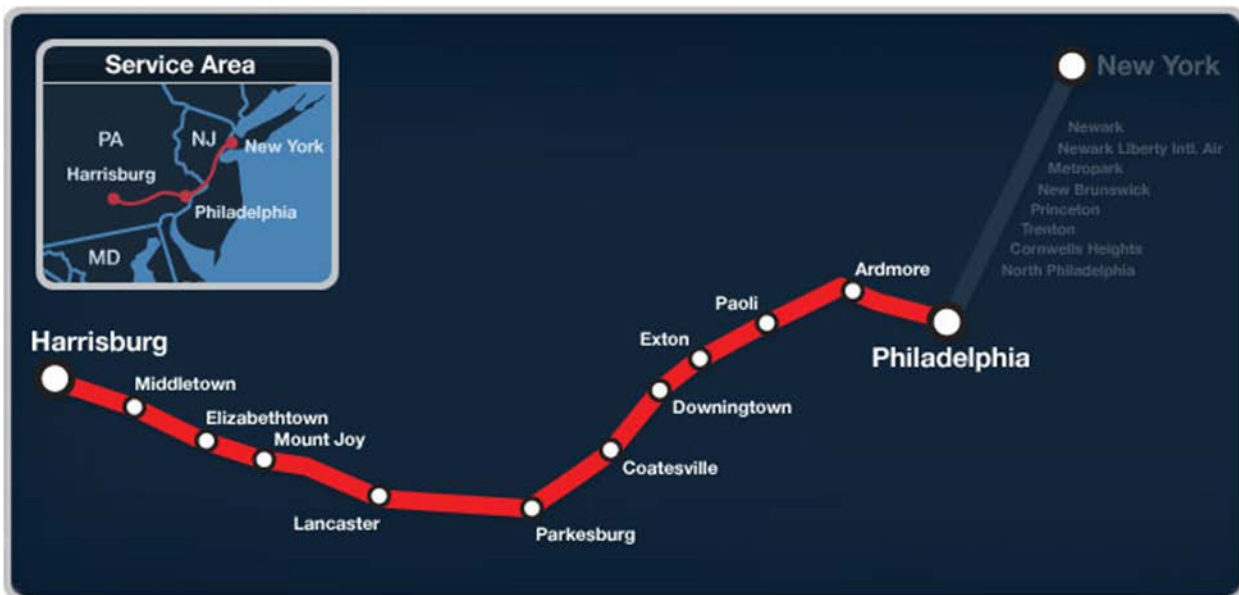 Service Area
PA
NJ
New York
Harrisburg
Philadelphia
MD
New York
Newark
Newark Liberty Intl. Air
Metropark
New Brunswick
Princeton
Trenton
Cornwells Heights
North Philadelphia
Ardmore
Paoli
Exton
Philadelphia
Harrisburg
Middletown
Downingtown
Elizabethtown
Mount Joy
Coatesville
Lancaster
Parkesburg